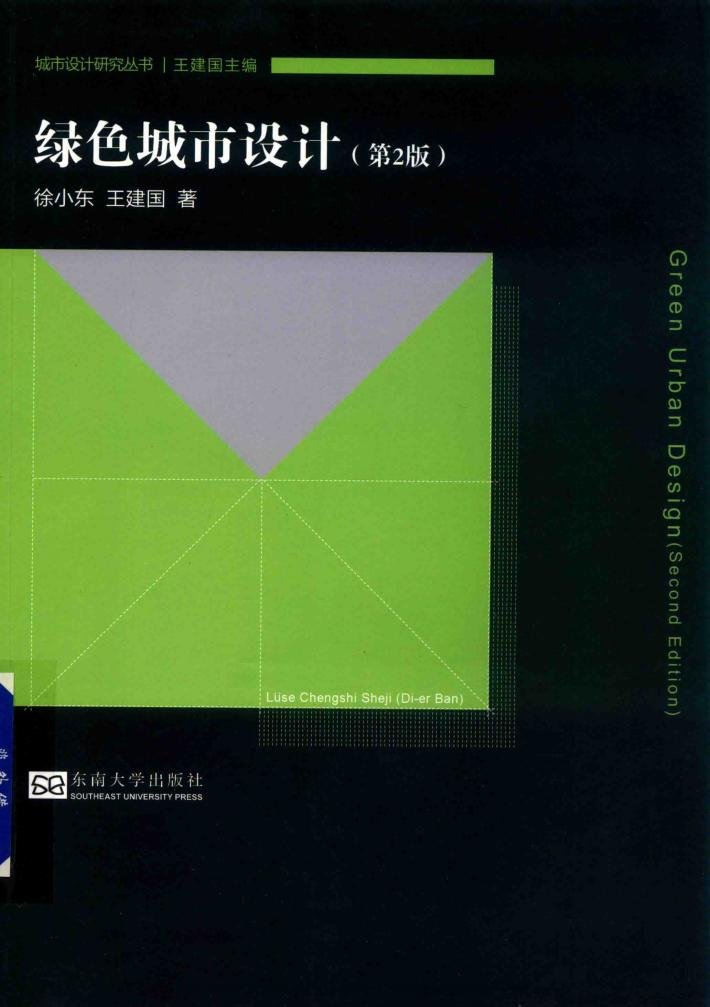 城市设计研究丛书 | 王建国主编
绿色城市设计（第2版）
徐小东 王建国 著
Green Urban Design(Second Edition)
Lüse Chengshi Sheji (Di-er Ban)
东南大学出版社
SOUTHEAST UNIVERSITY PRESS